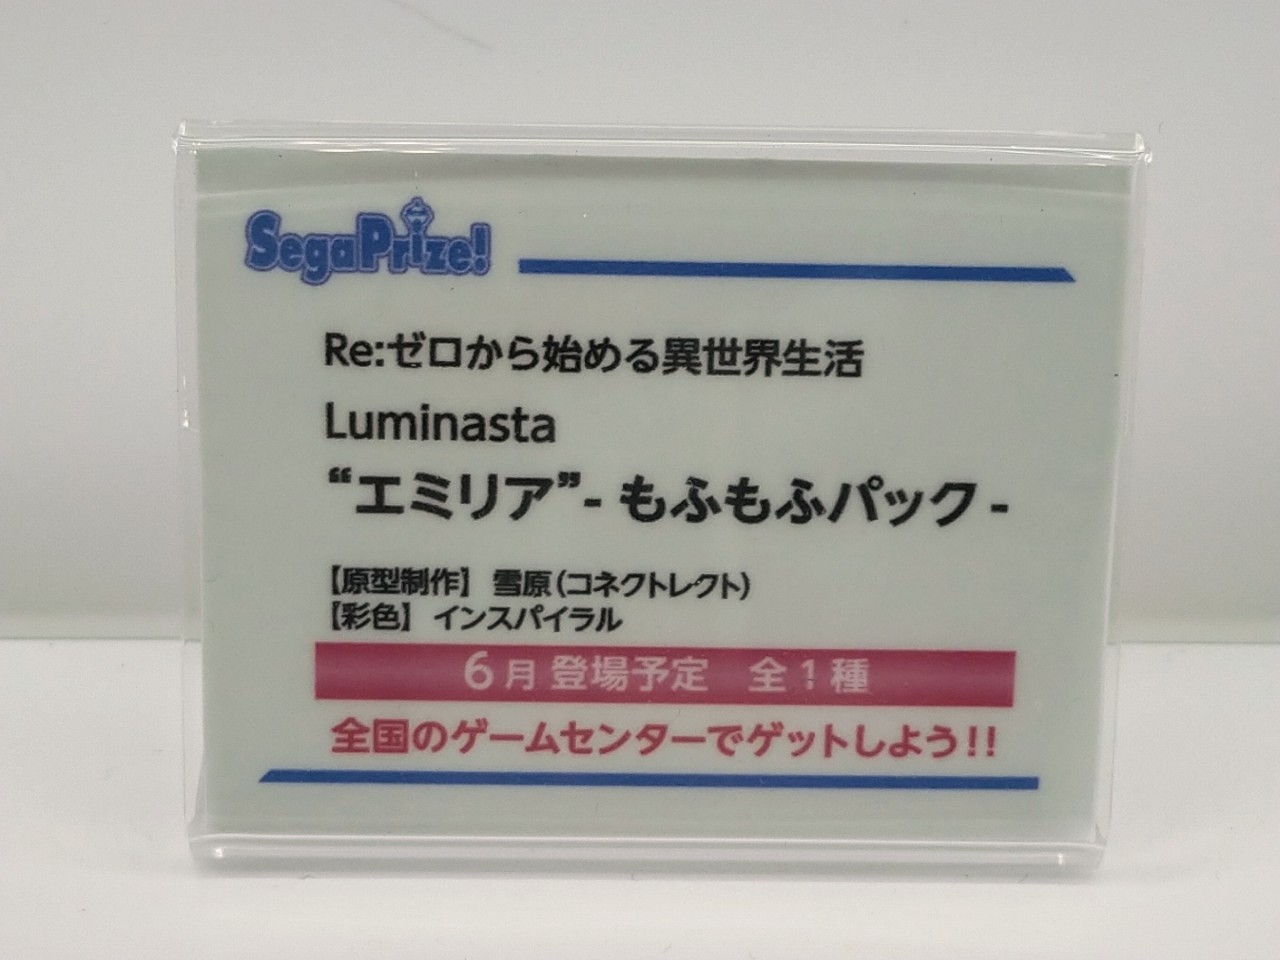 SegaPrize!
Re:ゼロから始める異世界生活
Luminasta
“エミリア”- もふもふパック -
【原型制作】 雪原(コネクトレクト)
【彩色】 インスパイラル
6月登場予定 全1種
全国のゲームセンターでゲットしよう!!